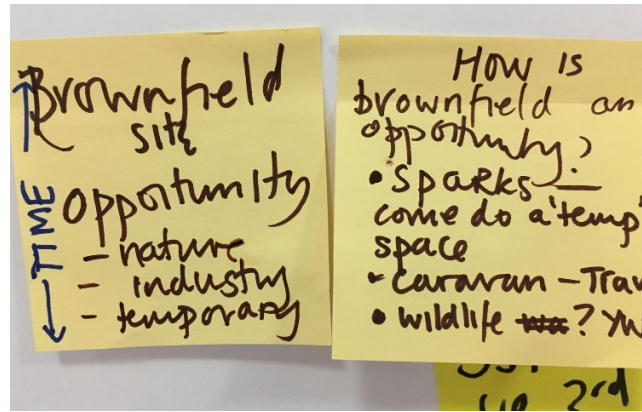 Brownfield
site
Opportunity
- nature
- industry
- temporary
← TIME →
How is
brownfield an
opportunity?
• SPARKS —
come do a 'temp'
space
• caravan - Trav
• wildlife ?
3rd